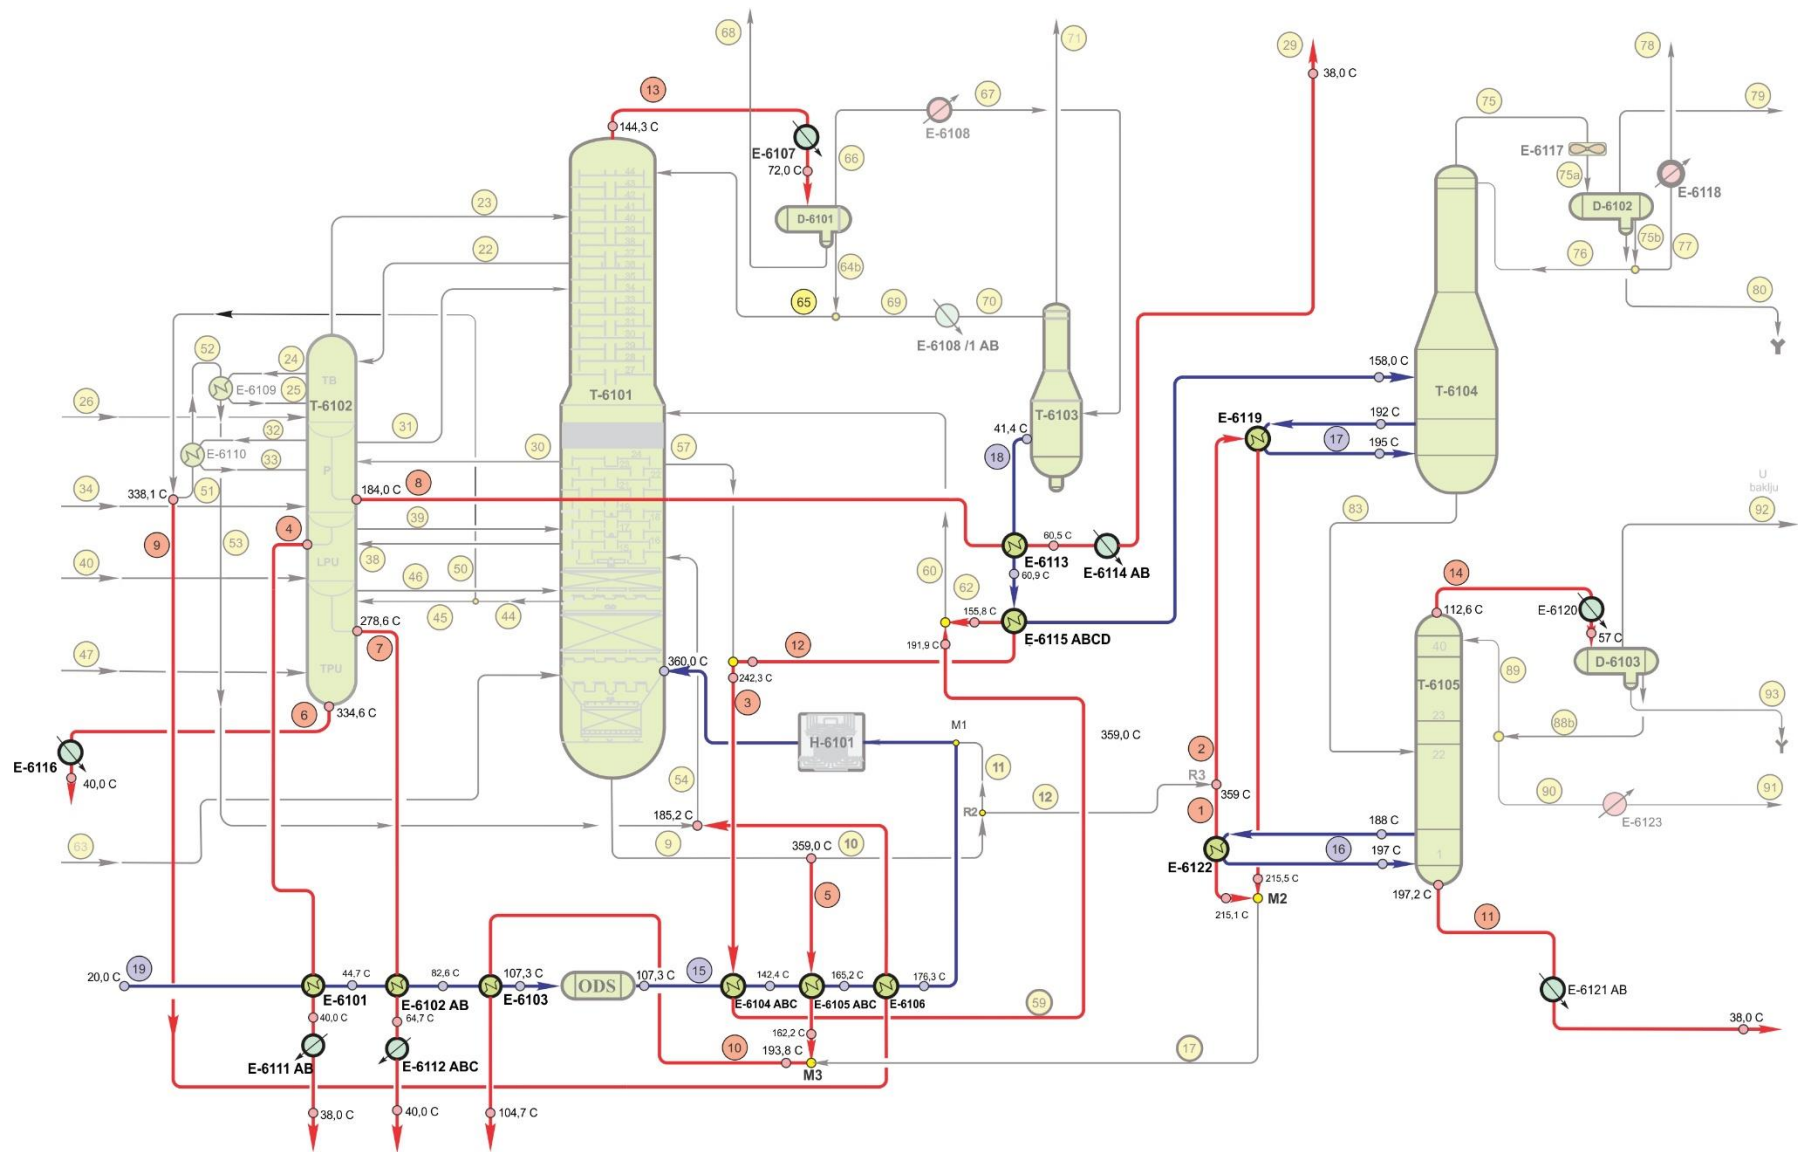 68
71
29
78
38,0 C
13
67
75
79
144,3 C
E-6108
E-6107
E-6117
66
72,0 C
75a
E-6118
23
D-6101
D-6102
75b
22
64b
76
77
65
69
70
80
E-6108 /1 AB
52
24
TB
E-6109
25
T-6102
26
T-6101
T-6103
158,0 C
T-6104
E-6119
192 C
17
195 C
31
32
41,4 C
18
E-6110
33
P
30
57
U
baklju
34
51
338,1 C
184,0 C
8
92
83
9
4
39
53
LPU
38
60,5 C
E-6113
E-6114 AB
40
46
50
60
60,9 C
62
14
45
44
155,8 C
E-6115 ABCD
112,6 C
E-6120
278,6 C
7
191,9 C
57 C
12
40
D-6103
47
TPU
360,0 C
242,3 C
89
T-6105
3
93
6
334,6 C
23
88b
M1
359,0 C
2
22
H-6101
E-6116
11
R3
40,0 C
54
359 C
90
91
12
1
185,2 C
R2
E-6123
188 C
63
9
359,0 C
10
16
197 C
1
E-6122
5
215,5 C
197,2 C
M2
215,1 C
11
19
20,0 C
44,7 C
82,6 C
107,3 C
ODS
107,3 C
15
142,4 C
165,2 C
176,3 C
E-6101
E-6102 AB
E-6103
E-6104 ABC
E-6105 ABC
E-6106
E-6121 AB
59
40,0 C
64,7 C
162,2 C
38,0 C
10
193,8 C
17
E-6111 AB
E-6112 ABC
M3
38,0 C
40,0 C
104,7 C